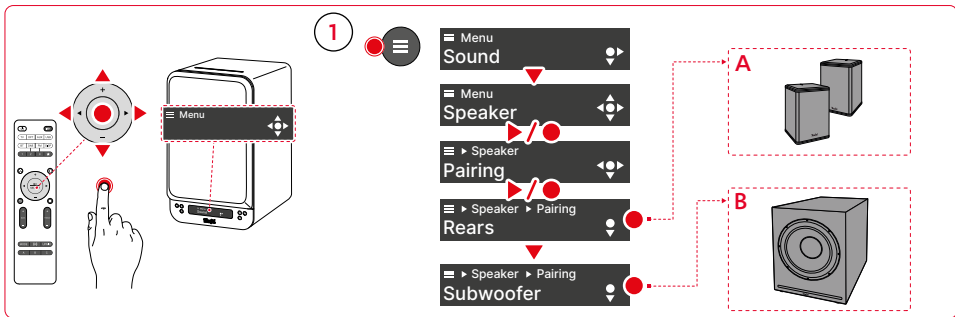 1
Menu
Sound
Menu
Speaker
Speaker
Pairing
Speaker Pairing
Rears
Speaker Pairing
Subwoofer
Menu
A
B